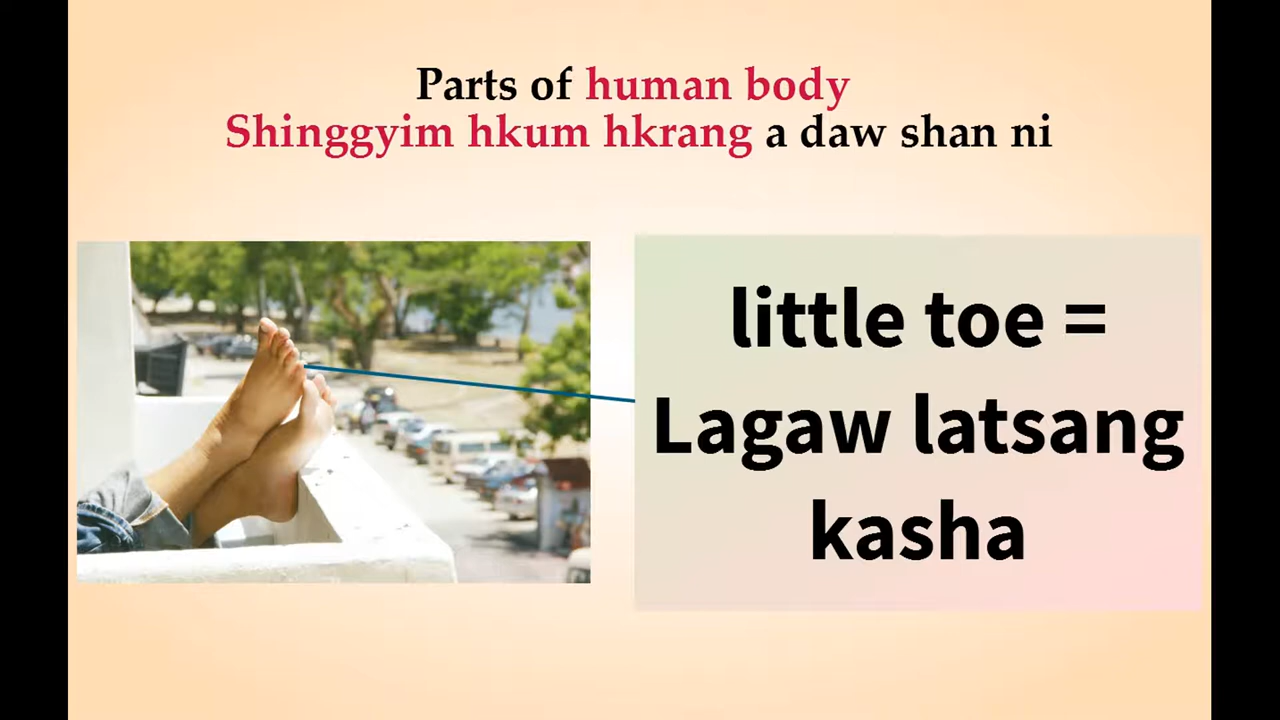 Parts of human body
Shinggyim hkum hkrang a daw shan ni
little toe =
Lagaw latsang
kasha